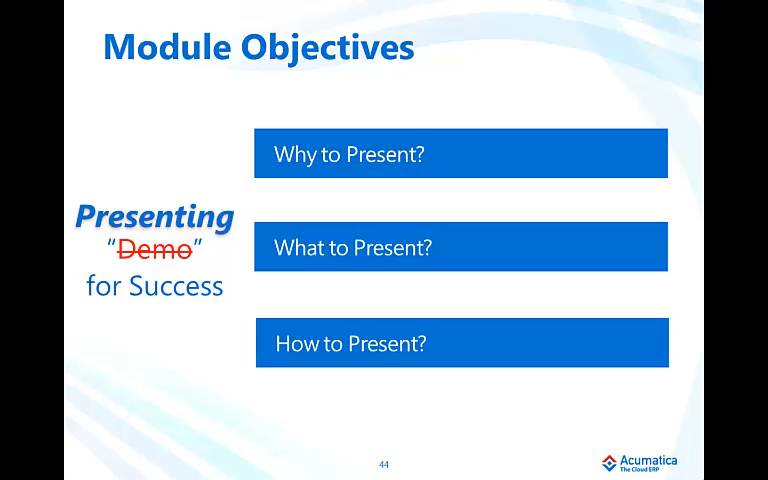 Module Objectives
Why to Present?
Presenting
“Demo”
for Success
What to Present?
How to Present?
44
Acumatica
The Cloud ERP